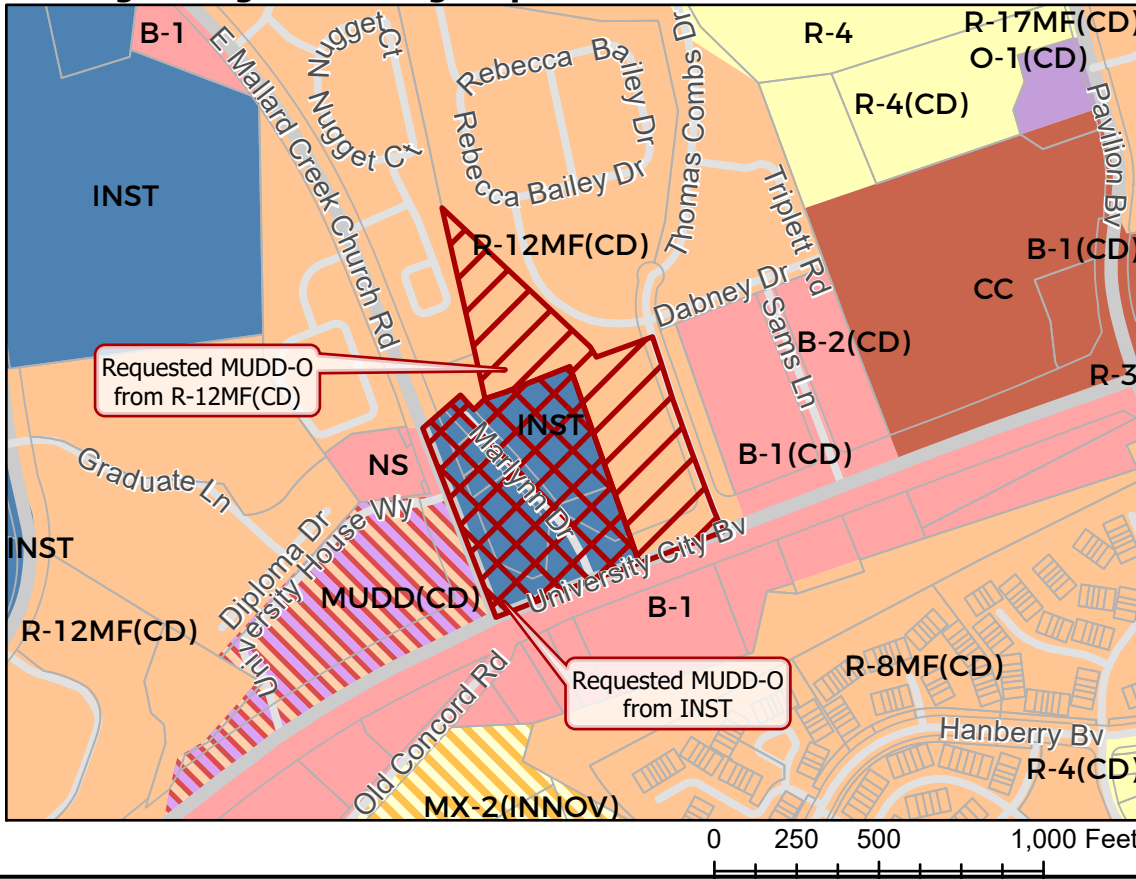 B-1
R-4
R-17MF(CD)
O-1(CD)
Nugget Ct
Nugget Ct
E Mallard Creek Church Rd
Rebecca Bailey Dr
Rebecca Bailey Dr
Thomas Combs Dr
R-4(CD)
Pavilion Bv
INST
Triplett Rd
R-12MF(CD)
B-1(CD)
CC
Dabney Dr
Sams Ln
B-2(CD)
Requested MUDD-O
from R-12MF(CD)
R-3
INST
Marlynn Dr
NS
B-1(CD)
Graduate Ln
INST
Diploma Dr
University House Wy
MUDD(CD)
University City Bv
B-1
R-12MF(CD)
R-8MF(CD)
Requested MUDD-O
from INST
Old Concord Rd
Hanberry Bv
R-4(CD)
MX-2(INNOV)
0 250 500 1,000 Feet